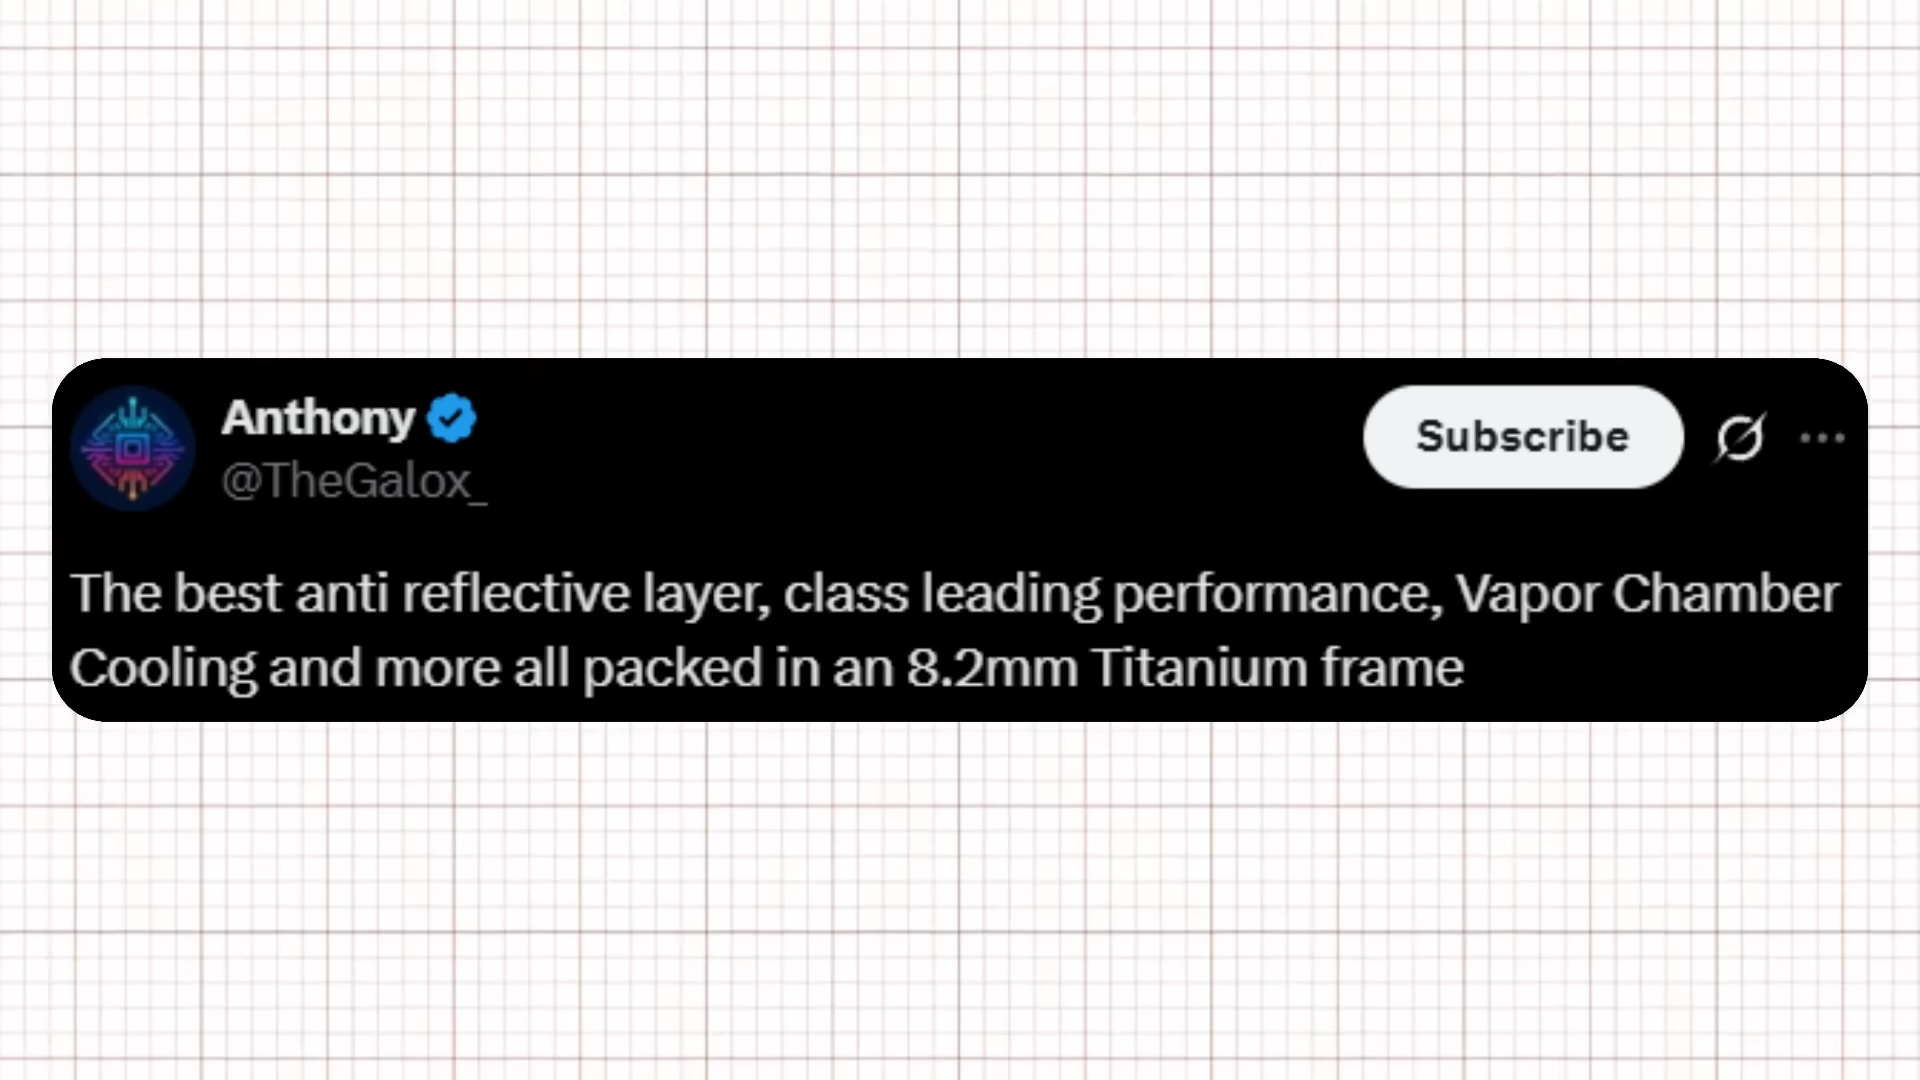 Anthony
@TheGalox_
Subscribe
The best anti reflective layer, class leading performance, Vapor Chamber
Cooling and more all packed in an 8.2mm Titanium frame